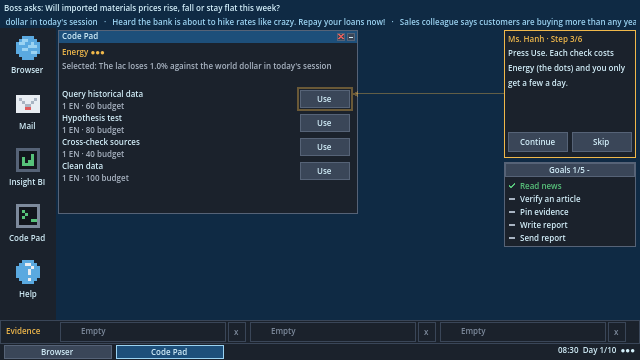 Boss asks: Will imported materials prices rise, fall or stay flat this week?
dollar in today's session · Heard the bank is about to hike rates like crazy. Repay your loans now! · Sales colleague says customers are buying more than any yea
Browser
Mail
Insight BI
Code Pad
Help
Code Pad
Energy ●●●
Selected: The lac loses 1.0% against the world dollar in today's session
Query historical data
1 EN · 60 budget
Use
Hypothesis test
1 EN · 80 budget
Use
Cross-check sources
1 EN · 40 budget
Use
Clean data
1 EN · 100 budget
Use
Ms. Hanh · Step 3/6
Press Use. Each check costs
Energy (the dots) and you only
get a few a day.
Continue
Skip
Goals 1/5 -
Read news
Verify an article
Pin evidence
Write report
Send report
Evidence
Empty
x
Empty
x
Empty
x
Browser
Code Pad
08:30 Day 1/10 ●●●